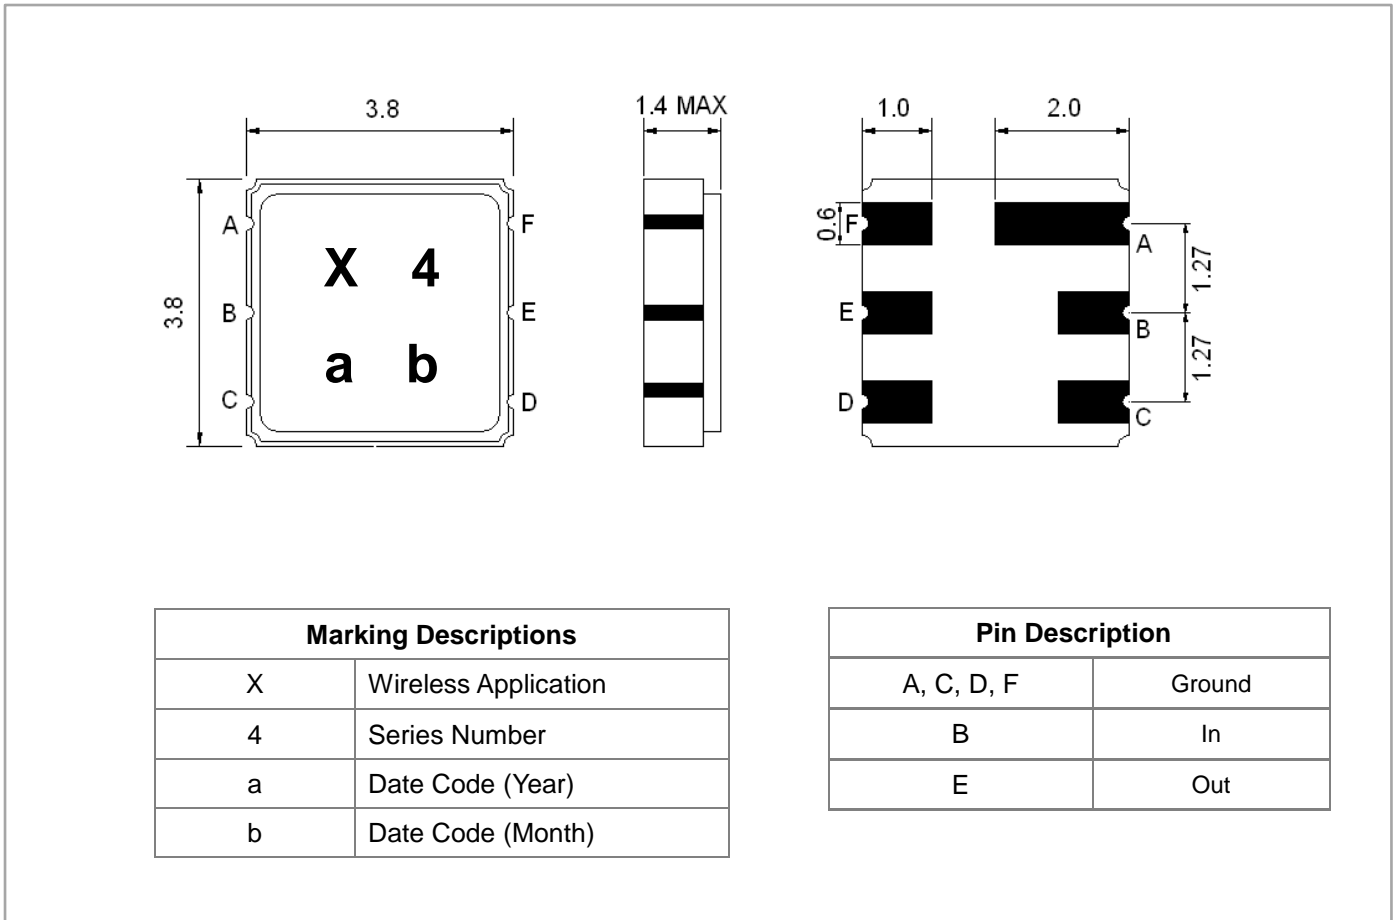 3.8
1.4 MAX
1.0
2.0
3.8
A
B
C
F
E
D
X 4
a b
0.6
F
E
D
A
B
C
1.27
1.27
Marking Descriptions
X Wireless Application
4 Series Number
a Date Code (Year)
b Date Code (Month)
Pin Description
A, C, D, F Ground
B In
E Out